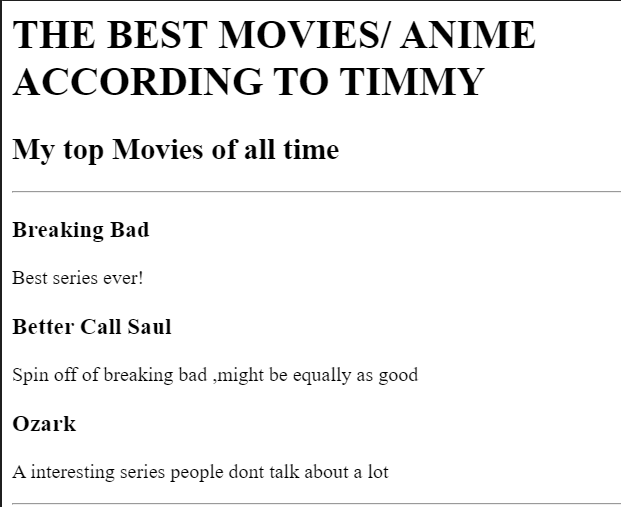 THE BEST MOVIES/ ANIME
ACCORDING TO TIMMY
My top Movies of all time
Breaking Bad
Best series ever!
Better Call Saul
Spin off of breaking bad ,might be equally as good
Ozark
A interesting series people dont talk about a lot